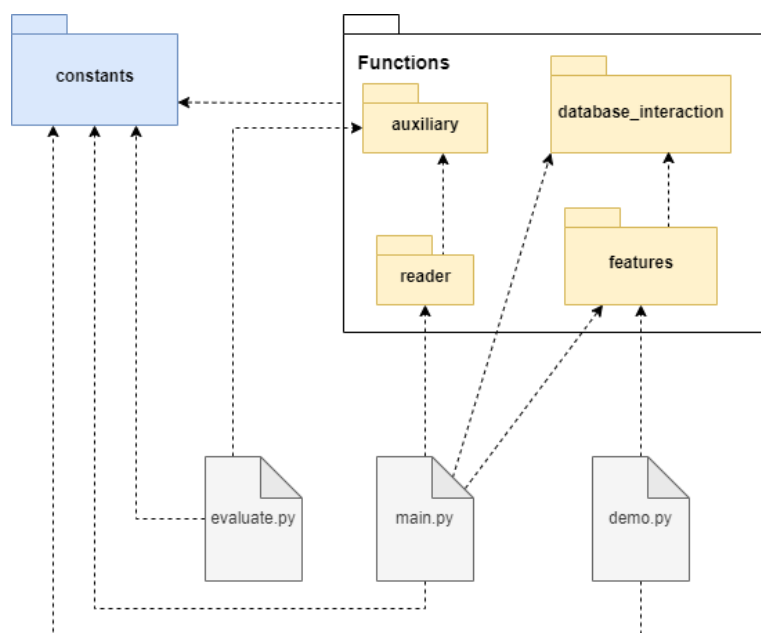 constants
Functions
auxiliary
database_interaction
reader
features
evaluate.py
main.py
demo.py